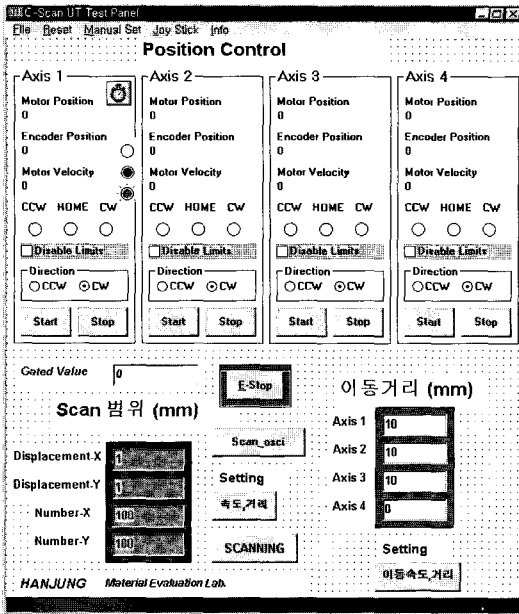 C-Scan UT Test Panel
File Reset Manual Set Joy Stick Info
Position Control
Axis 1 Axis 2 Axis 3 Axis 4
Motor Position Motor Position Motor Position Motor Position
0 0 0 0
Encoder Position Encoder Position Encoder Position Encoder Position
0 0 0 0
Motor Velocity Motor Velocity Motor Velocity Motor Velocity
0 0 0 0
CCW HOME CW CCW HOME CW CCW HOME CW CCW HOME CW
Disable Limits Disable Limits Disable Limits Disable Limits
Direction Direction Direction Direction
CCW CW CCW CW CCW CW CCW CW
Start Stop Start Stop Start Stop Start Stop
Gated Value 0
E-Stop
Scan 범위 (mm)
Displacement-X 1
Displacement-Y 1
Number-X 100
Number-Y 100
Scan_osci
Setting
속도,거리
SCANNING
이동거리 (mm)
Axis 1 10
Axis 2 10
Axis 3 10
Axis 4 0
Setting
이동속도,거리
HANJUNG Material Evaluation Lab.